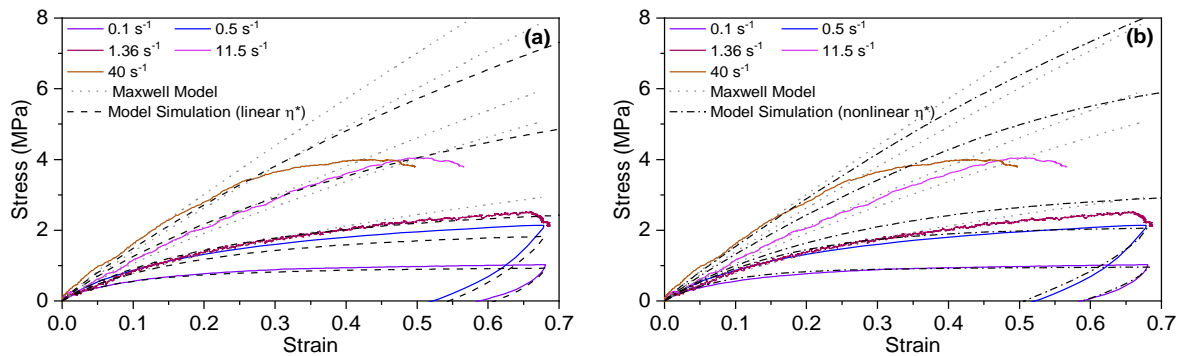 8
6
4
2
0
Stress (MPa)
0.1 s-1
0.5 s-1
1.36 s-1
11.5 s-1
40 s-1
Maxwell Model
Model Simulation (linear η*)
(a)
0.0 0.1 0.2 0.3 0.4 0.5 0.6 0.7
Strain
8
6
4
2
0
Stress (MPa)
0.1 s-1
0.5 s-1
1.36 s-1
11.5 s-1
40 s-1
Maxwell Model
Model Simulation (nonlinear η*)
(b)
0.0 0.1 0.2 0.3 0.4 0.5 0.6 0.7
Strain